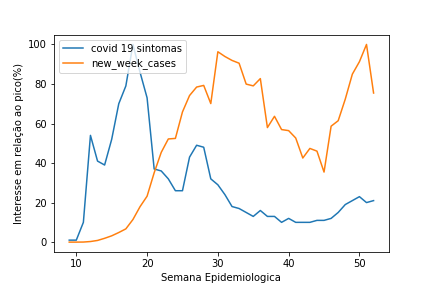 covid 19 sintomas
new_week_cases
100
80
60
40
20
0
Interesse em relação ao pico(%)
10 20 30 40 50
Semana Epidemiologica